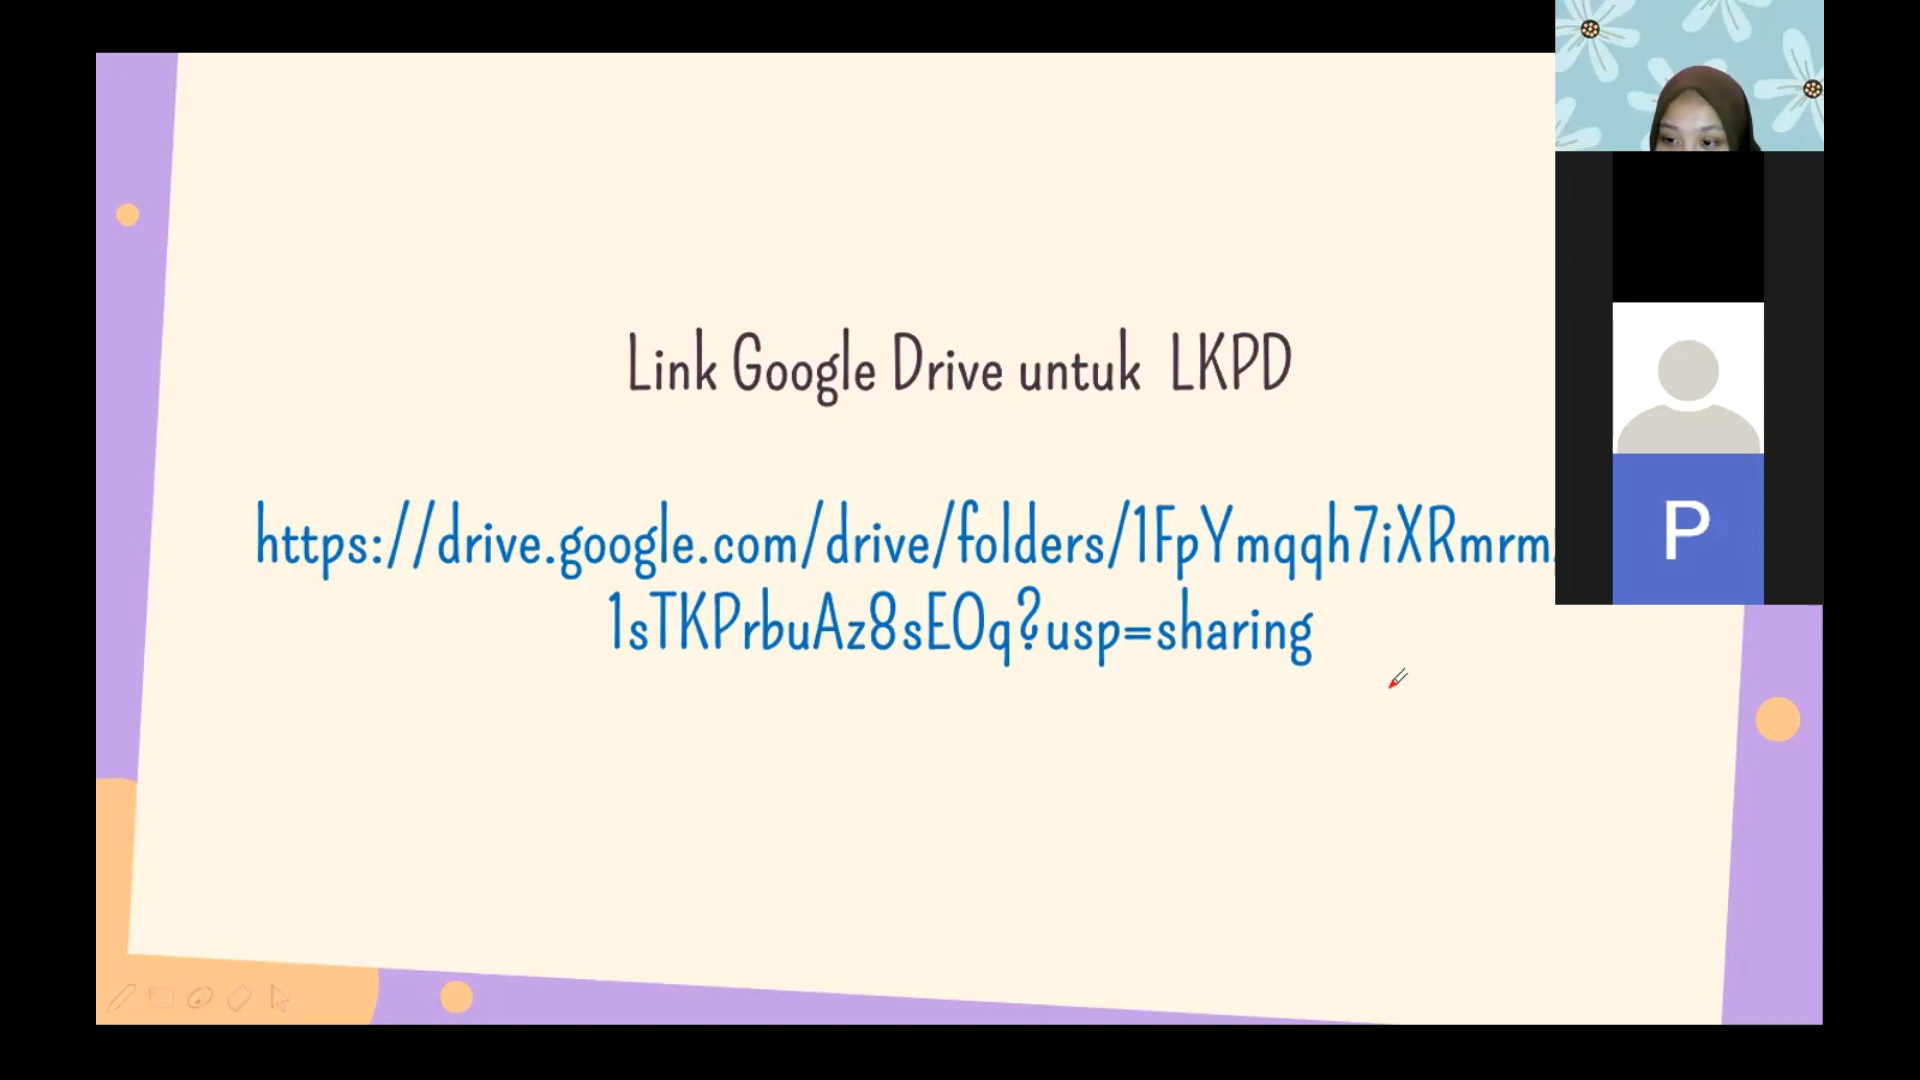 Link Google Drive untuk LKPD
https://drive.google.com/drive/folders/1FpYmqqh7iXRmrm
1sTKPrbuAz8sEOq?usp=sharing
P